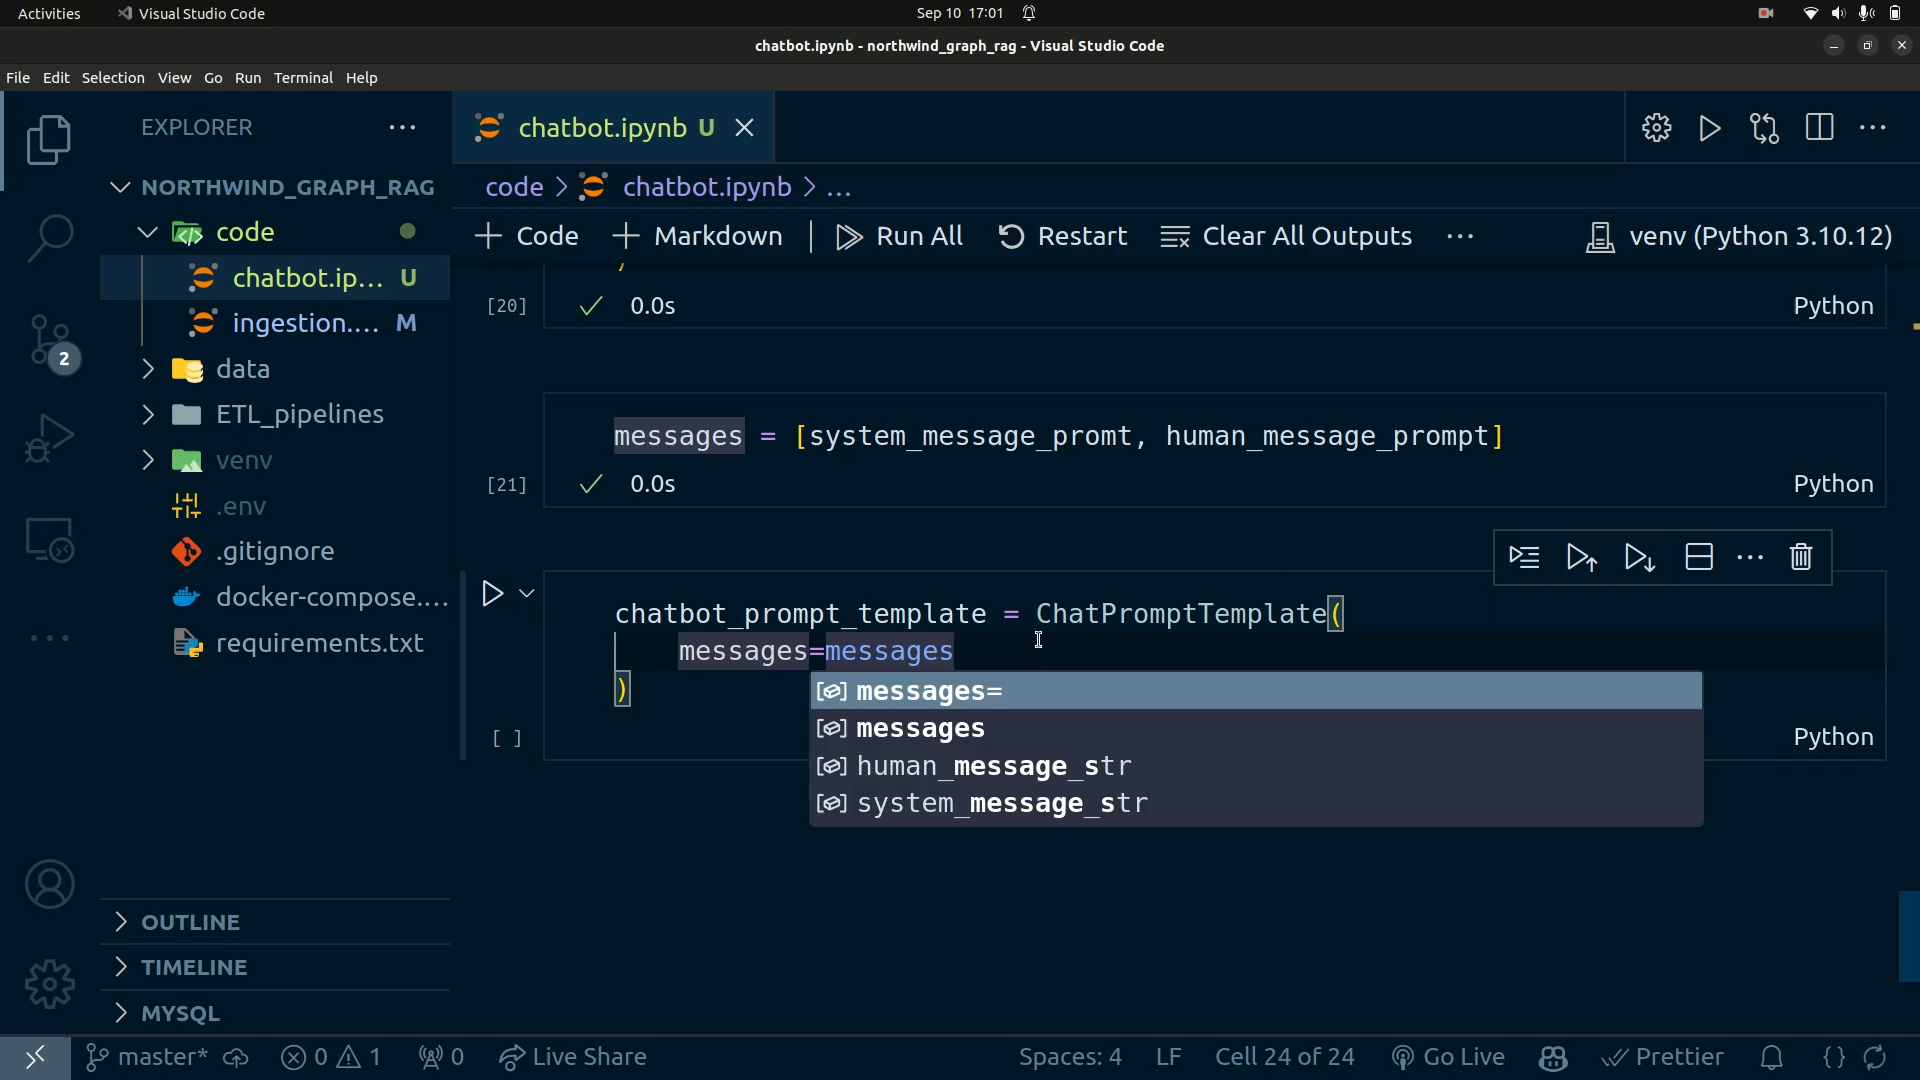 Activities
Visual Studio Code
Sep 10 17:01
chatbot.ipynb - northwind_graph_rag - Visual Studio Code
File Edit Selection View Go Run Terminal Help
EXPLORER
NORTHWIND_GRAPH_RAG
code
chatbot.ip... U
ingestion.... M
data
ETL_pipelines
venv
.env
.gitignore
docker-compose....
requirements.txt
OUTLINE
TIMELINE
MYSQL
2
chatbot.ipynb U
code > chatbot.ipynb > ...
Code Markdown Run All Restart Clear All Outputs ... venv (Python 3.10.12)
)
[20] 0.0s Python
messages = [system_message_promt, human_message_prompt]
[21] 0.0s Python
chatbot_prompt_template = ChatPromptTemplate(
messages=messages
)
[ ] Python
messages=
messages
human_message_str
system_message_str
master* 0 1 0 Live Share Spaces: 4 LF Cell 24 of 24 Go Live Prettier {}